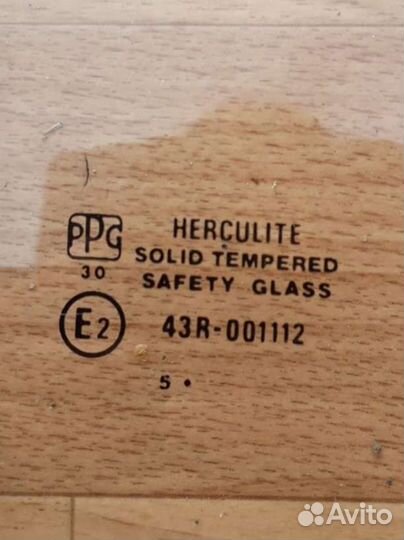 PPG HERCULITE
30 SOLID TEMPERED
SAFETY GLASS
E2 43R-001112
5 •
Avito